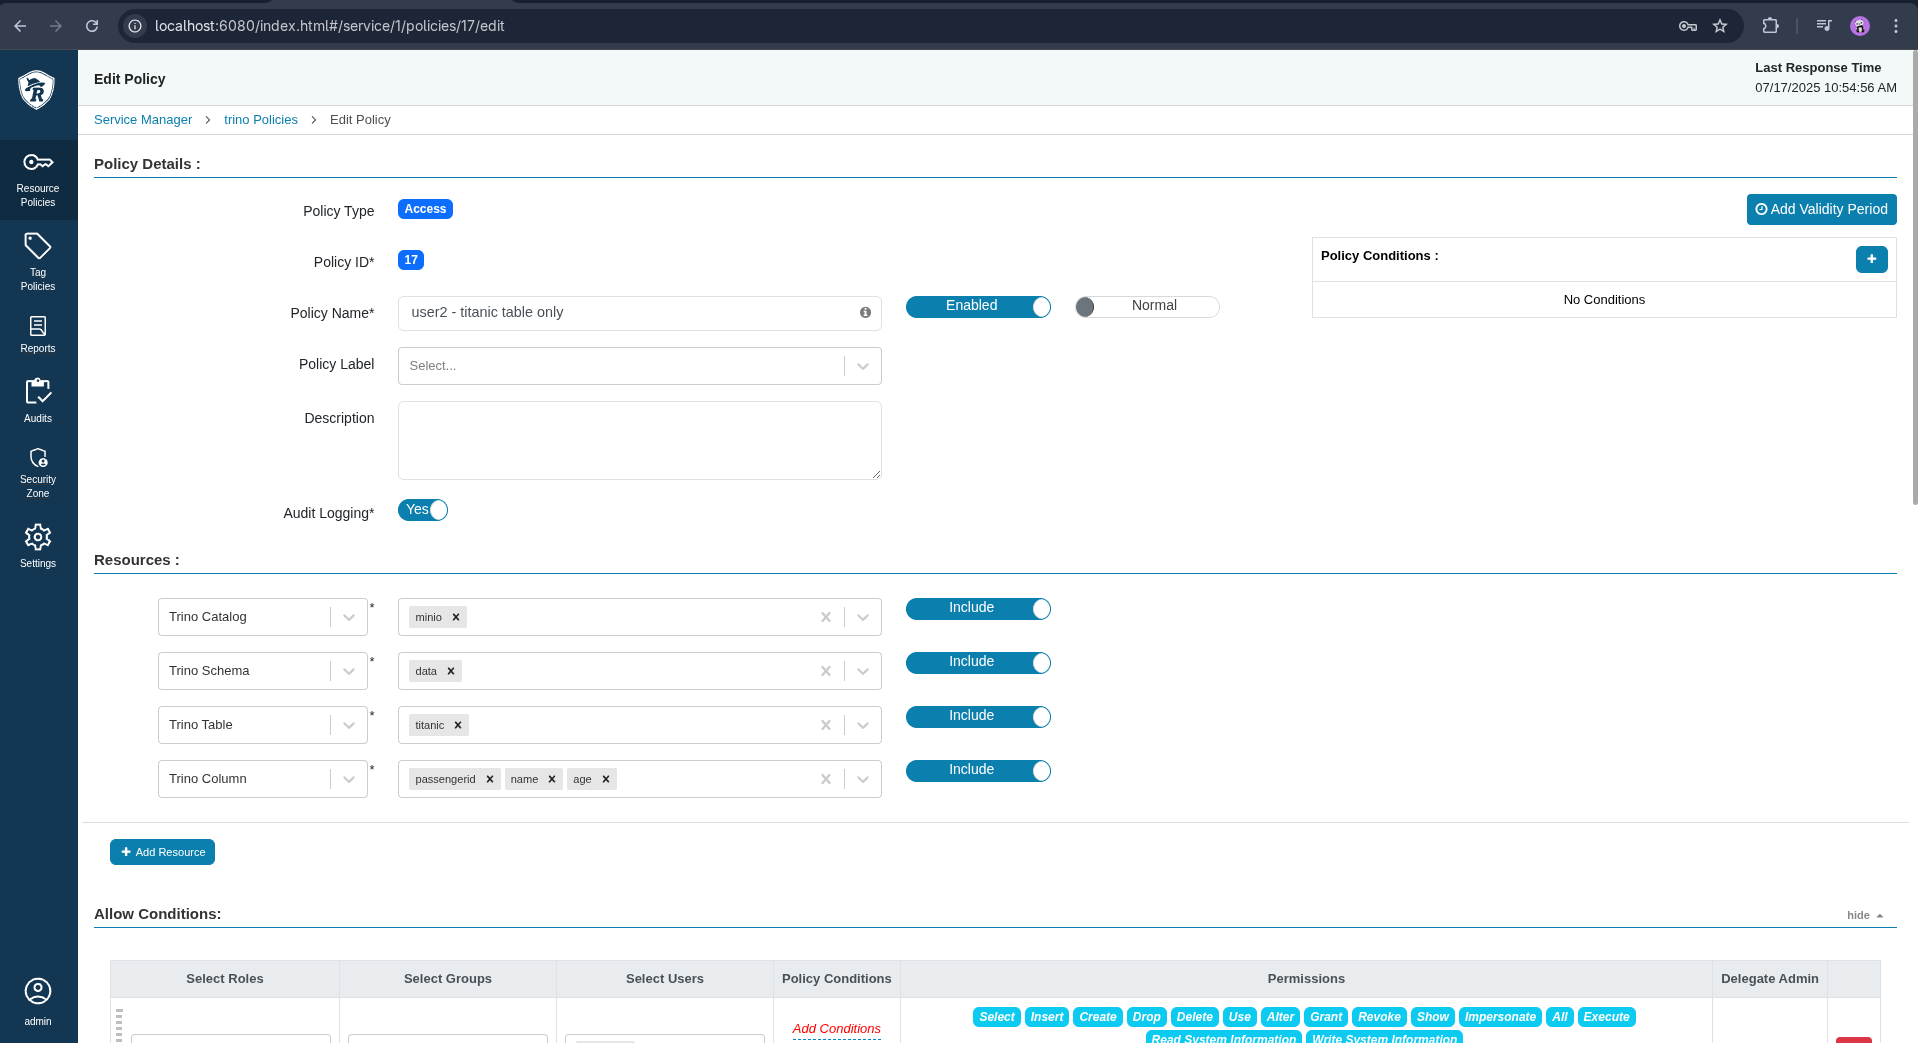 localhost:6080/index.html#/service/1/policies/17/edit
Edit Policy
Last Response Time
07/17/2025 10:54:56 AM
Service Manager > trino Policies > Edit Policy
Resource
Policies
Tag
Policies
Reports
Audits
Security
Zone
Settings
admin
Policy Details :
Policy Type Access
Add Validity Period
Policy ID* 17
Policy Conditions :
No Conditions
Policy Name* user2 - titanic table only Enabled Normal
Policy Label Select...
Description
Audit Logging* Yes
Resources :
Trino Catalog * minio Include
Trino Schema * data Include
Trino Table * titanic Include
Trino Column * passengerid name age Include
Add Resource
Allow Conditions:
hide
Select Roles Select Groups Select Users Policy Conditions Permissions Delegate Admin
Add Conditions
Select Insert Create Drop Delete Use Alter Grant Revoke Show Impersonate All Execute
Read System Information Write System Information